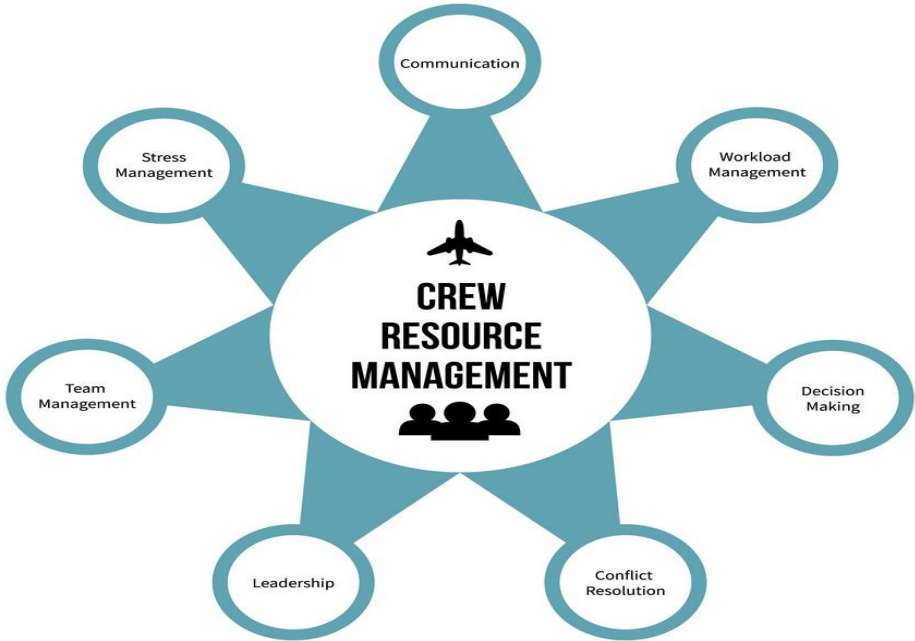 Communication
Stress
Management
Workload
Management
CREW
RESOURCE
MANAGEMENT
Team
Management
Decision
Making
Leadership
Conflict
Resolution